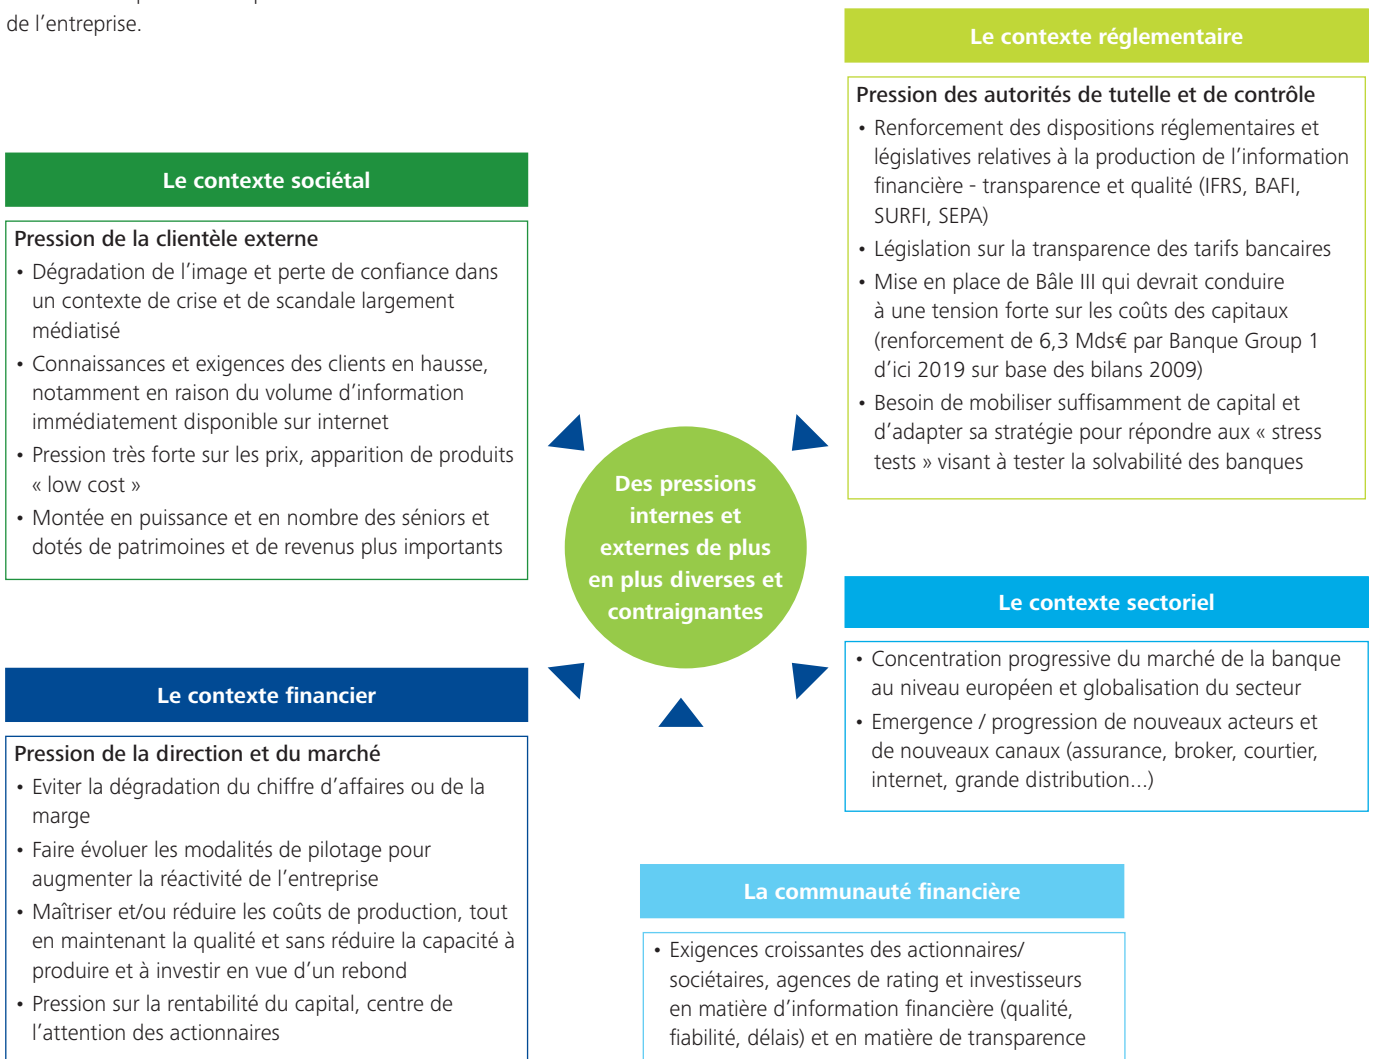 de l'entreprise.
Le contexte réglementaire
Pression des autorités de tutelle et de contrôle
• Renforcement des dispositions réglementaires et
législatives relatives à la production de l'information
financière - transparence et qualité (IFRS, BAFI,
SURFI, SEPA)
• Législation sur la transparence des tarifs bancaires
• Mise en place de Bâle III qui devrait conduire
à une tension forte sur les coûts des capitaux
(renforcement de 6,3 Mds€ par Banque Group 1
d'ici 2019 sur base des bilans 2009)
• Besoin de mobiliser suffisamment de capital et
d'adapter sa stratégie pour répondre aux « stress
tests » visant à tester la solvabilité des banques
Le contexte sociétal
Pression de la clientèle externe
• Dégradation de l'image et perte de confiance dans
un contexte de crise et de scandale largement
médiatisé
• Connaissances et exigences des clients en hausse,
notamment en raison du volume d'information
immédiatement disponible sur internet
• Pression très forte sur les prix, apparition de produits
« low cost »
• Montée en puissance et en nombre des séniors et
dotés de patrimoines et de revenus plus importants
Des pressions
internes et
externes de plus
en plus diverses et
contraignantes
Le contexte sectoriel
• Concentration progressive du marché de la banque
au niveau européen et globalisation du secteur
• Emergence / progression de nouveaux acteurs et
de nouveaux canaux (assurance, broker, courtier,
internet, grande distribution...)
Le contexte financier
Pression de la direction et du marché
• Eviter la dégradation du chiffre d'affaires ou de la
marge
• Faire évoluer les modalités de pilotage pour
augmenter la réactivité de l'entreprise
• Maîtriser et/ou réduire les coûts de production, tout
en maintenant la qualité et sans réduire la capacité à
produire et à investir en vue d'un rebond
• Pression sur la rentabilité du capital, centre de
l'attention des actionnaires
La communauté financière
• Exigences croissantes des actionnaires/
sociétaires, agences de rating et investisseurs
en matière d'information financière (qualité,
fiabilité, délais) et en matière de transparence